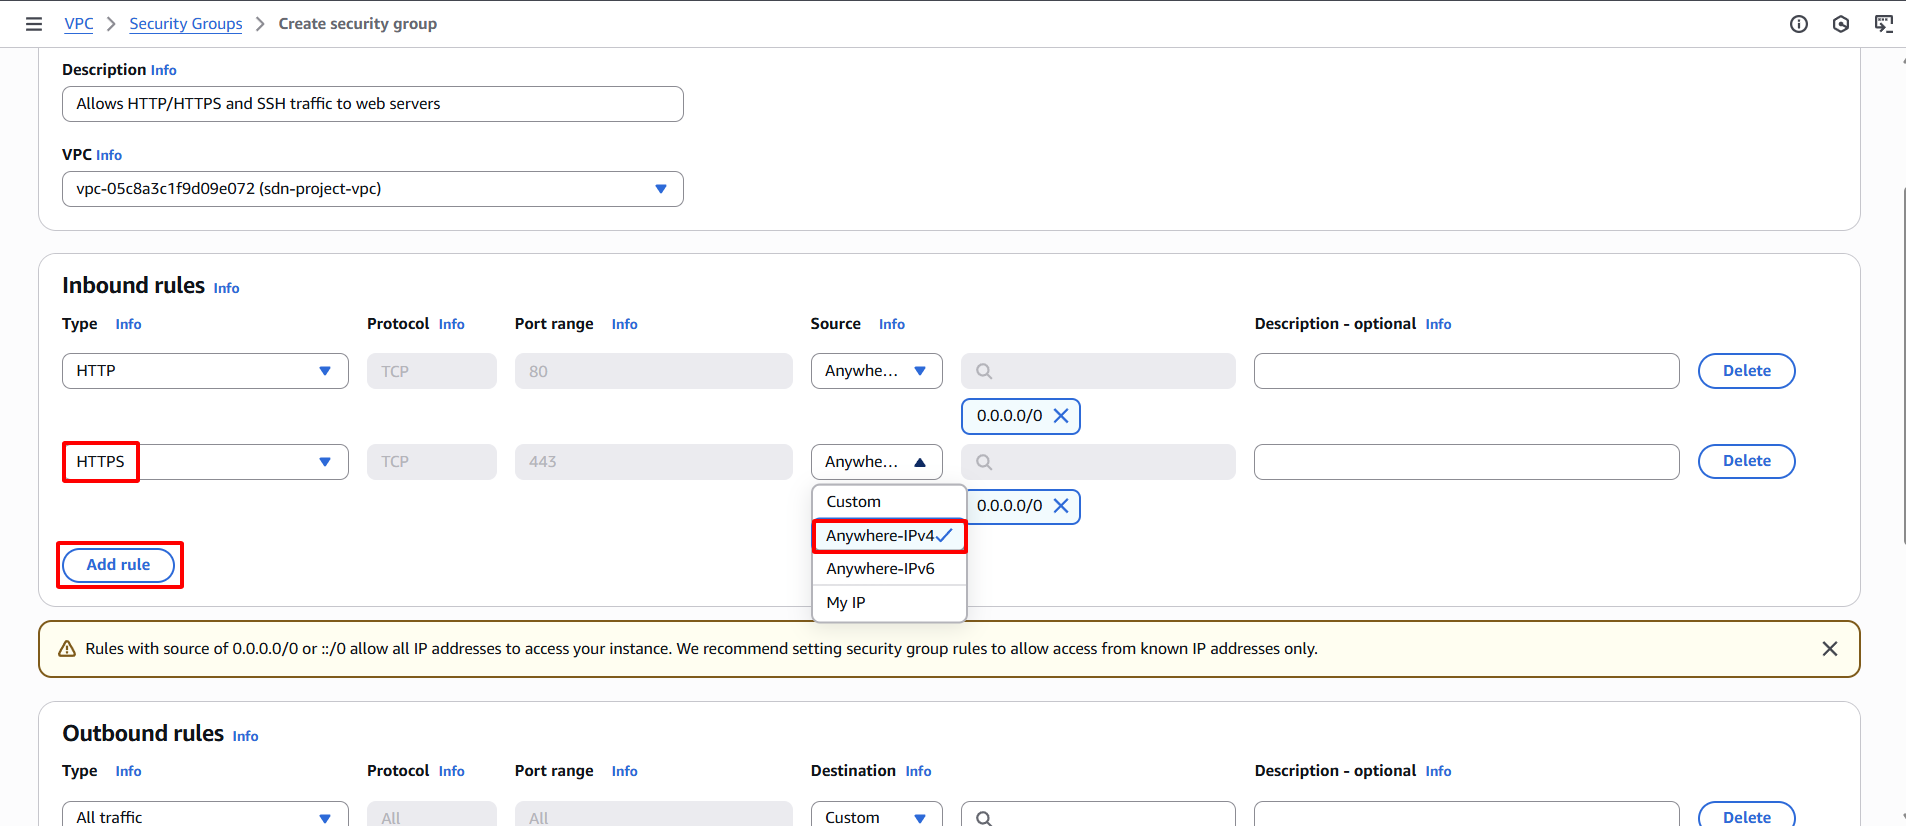 VPC > Security Groups > Create security group
Description Info
Allows HTTP/HTTPS and SSH traffic to web servers
VPC Info
vpc-05c8a3c1f9d09e072 (sdn-project-vpc)
Inbound rules Info
Type Info Protocol Info Port range Info Source Info Description - optional Info
HTTP TCP 80 Anywhe... Delete
0.0.0.0/0
HTTPS TCP 443 Anywhe... Delete
Custom 0.0.0.0/0
Anywhere-IPv4
Add rule Anywhere-IPv6
My IP
Rules with source of 0.0.0.0/0 or ::/0 allow all IP addresses to access your instance. We recommend setting security group rules to allow access from known IP addresses only.
Outbound rules Info
Type Info Protocol Info Port range Info Destination Info Description - optional Info
All traffic All All Custom Delete